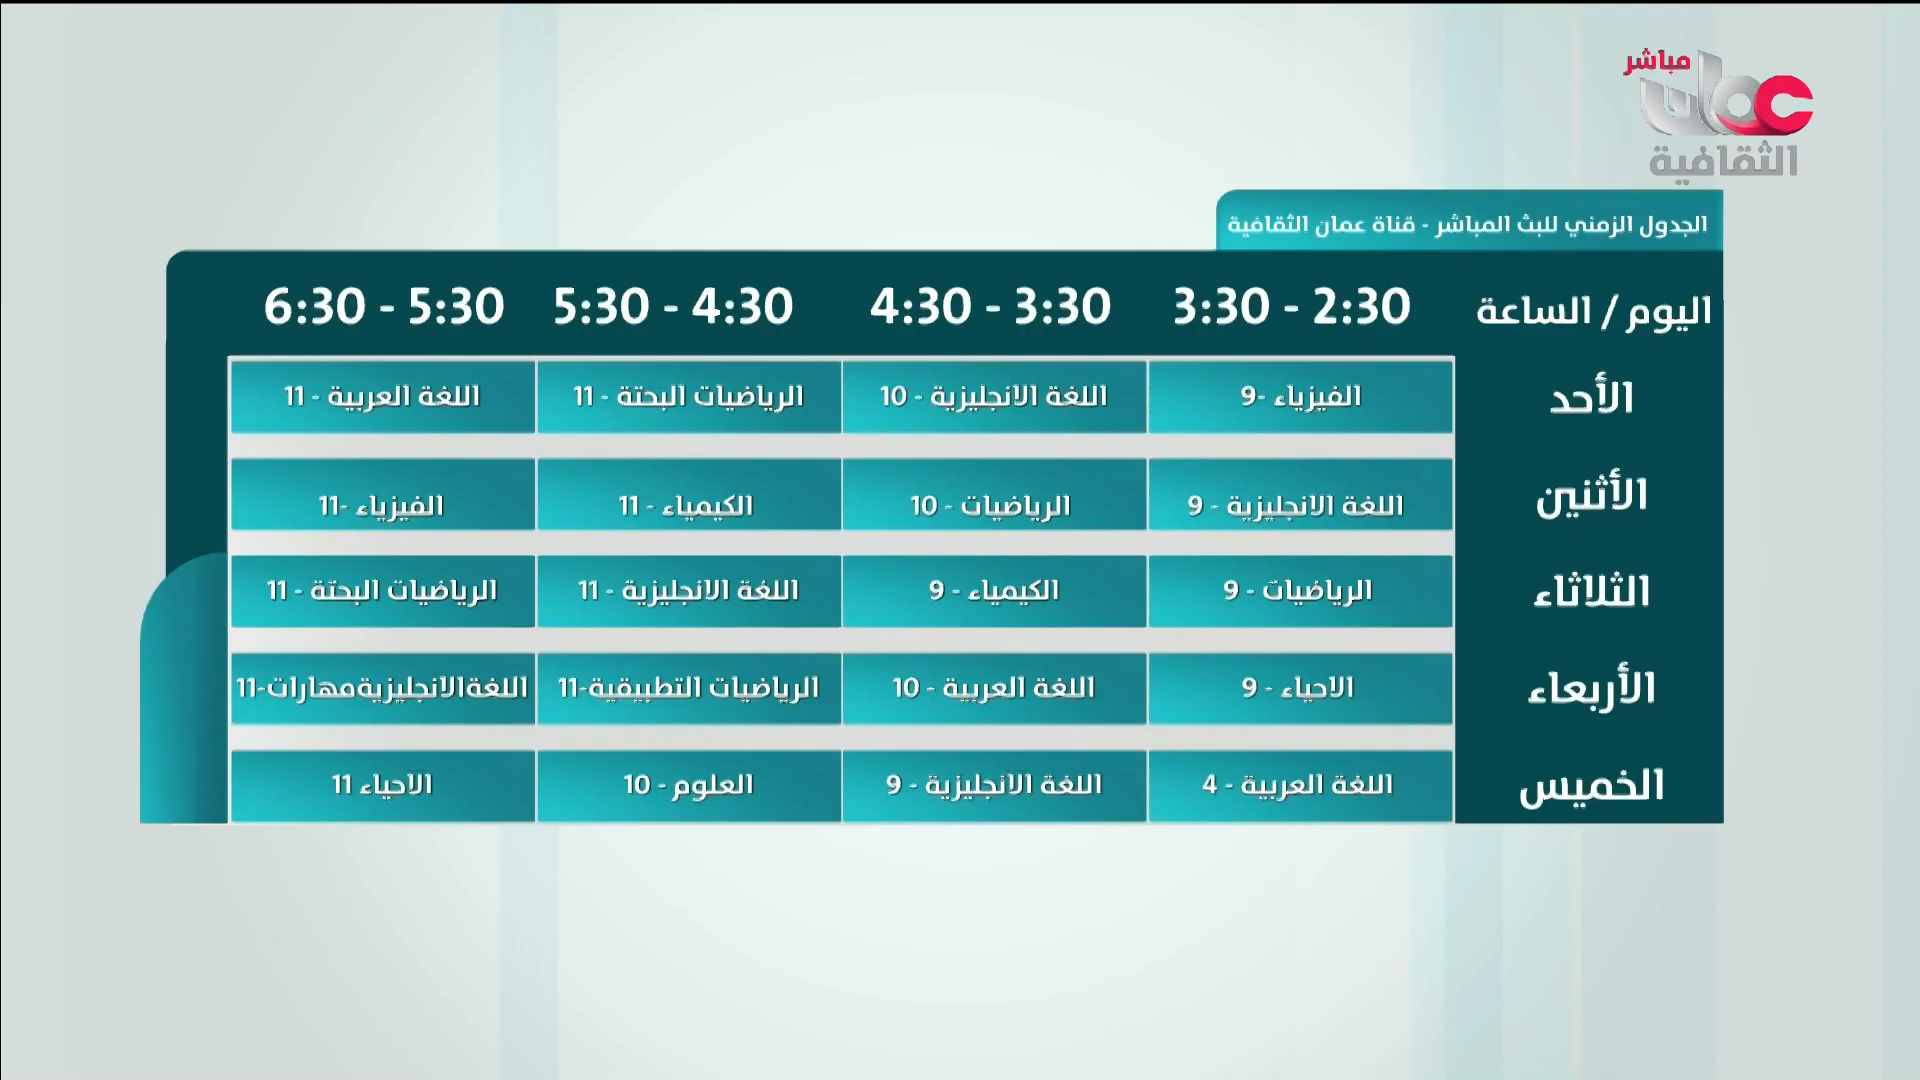 مباشر
عمان
الثقافية
الجدول الزمني للبث المباشر - قناة عمان الثقافية
اليوم / الساعة 2:30 - 3:30 3:30 - 4:30 4:30 - 5:30 5:30 - 6:30
الأحد الفيزياء -9 اللغة الانجليزية - 10 الرياضيات البحتة - 11 اللغة العربية - 11
الأثنين اللغة الانجليزية - 9 الرياضيات - 10 الكيمياء - 11 الفيزياء -11
الثلاثاء الرياضيات - 9 الكيمياء - 9 اللغة الانجليزية - 11 الرياضيات البحتة - 11
الأربعاء الاحياء - 9 اللغة العربية - 10 الرياضيات التطبيقية-11 اللغةالانجليزيةمهارات-11
الخميس اللغة العربية - 4 اللغة الانجليزية - 9 العلوم - 10 الاحياء 11